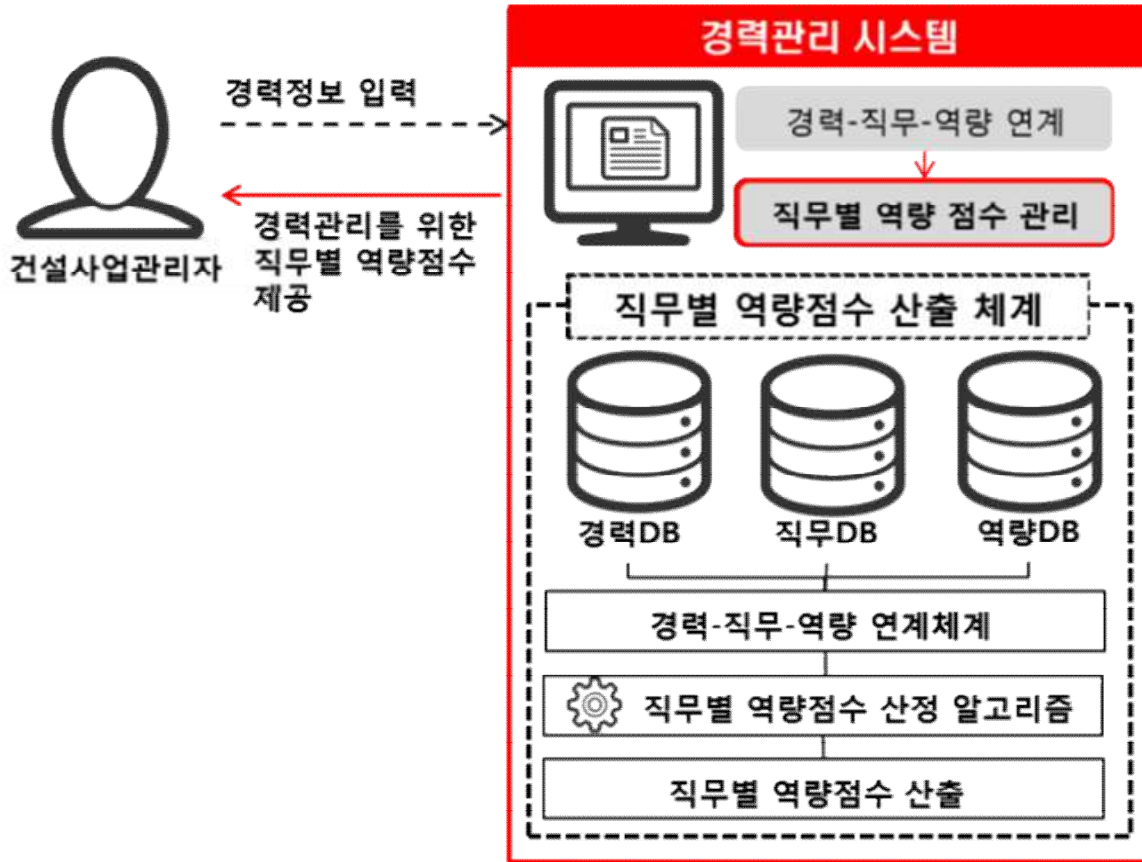 경력관리 시스템
경력정보 입력
경력-직무-역량 연계
직무별 역량 점수 관리
경력관리를 위한
직무별 역량점수
제공
건설사업관리자
직무별 역량점수 산출 체계
경력DB
직무DB
역량DB
경력-직무-역량 연계체계
직무별 역량점수 산정 알고리즘
직무별 역량점수 산출